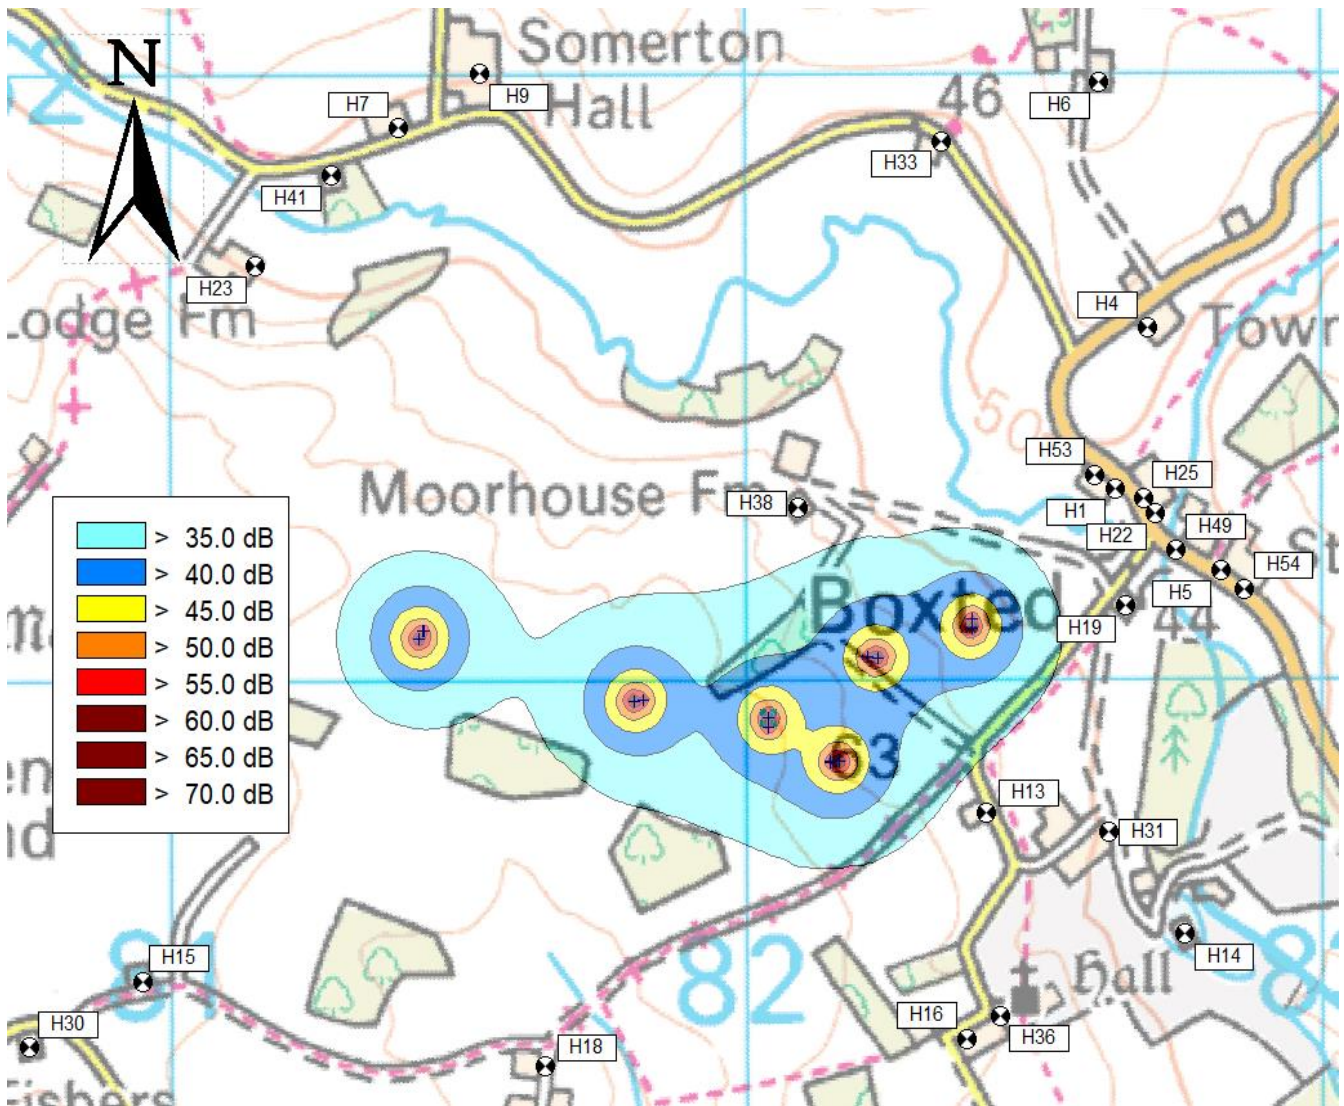 Somerton
Hall
N
H7
H9
H6
46
H33
H41
H23
Lodge Fm
H4
Town
50
H53
H25
Moorhouse Fm
H38
H1
H22
H49
H54
H5
H19
44
Boxted
> 35.0 dB
> 40.0 dB
> 45.0 dB
> 50.0 dB
> 55.0 dB
> 60.0 dB
> 65.0 dB
> 70.0 dB
63
H13
H31
H15
81
82
Hall
H14
H30
H18
H16
H36